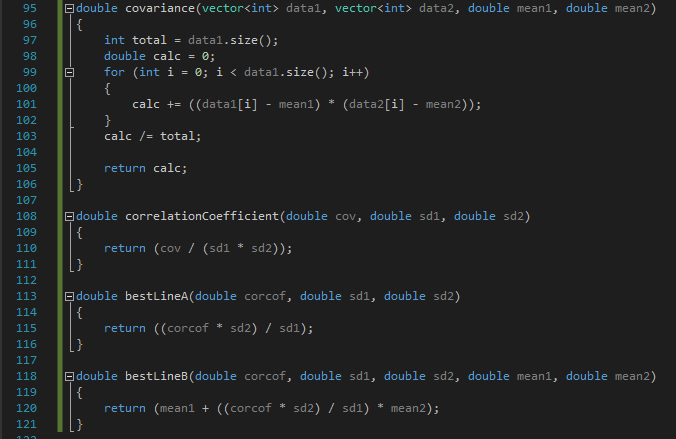 95 double covariance(vector<int> data1, vector<int> data2, double mean1, double mean2)
96 {
97     int total = data1.size();
98     double calc = 0;
99     for (int i = 0; i < data1.size(); i++)
100     {
101         calc += ((data1[i] - mean1) * (data2[i] - mean2));
102     }
103     calc /= total;
104
105     return calc;
106 }
107
108 double correlationCoefficient(double cov, double sd1, double sd2)
109 {
110     return (cov / (sd1 * sd2));
111 }
112
113 double bestLineA(double corcof, double sd1, double sd2)
114 {
115     return ((corcof * sd2) / sd1);
116 }
117
118 double bestLineB(double corcof, double sd1, double sd2, double mean1, double mean2)
119 {
120     return (mean1 + ((corcof * sd2) / sd1) * mean2);
121 }